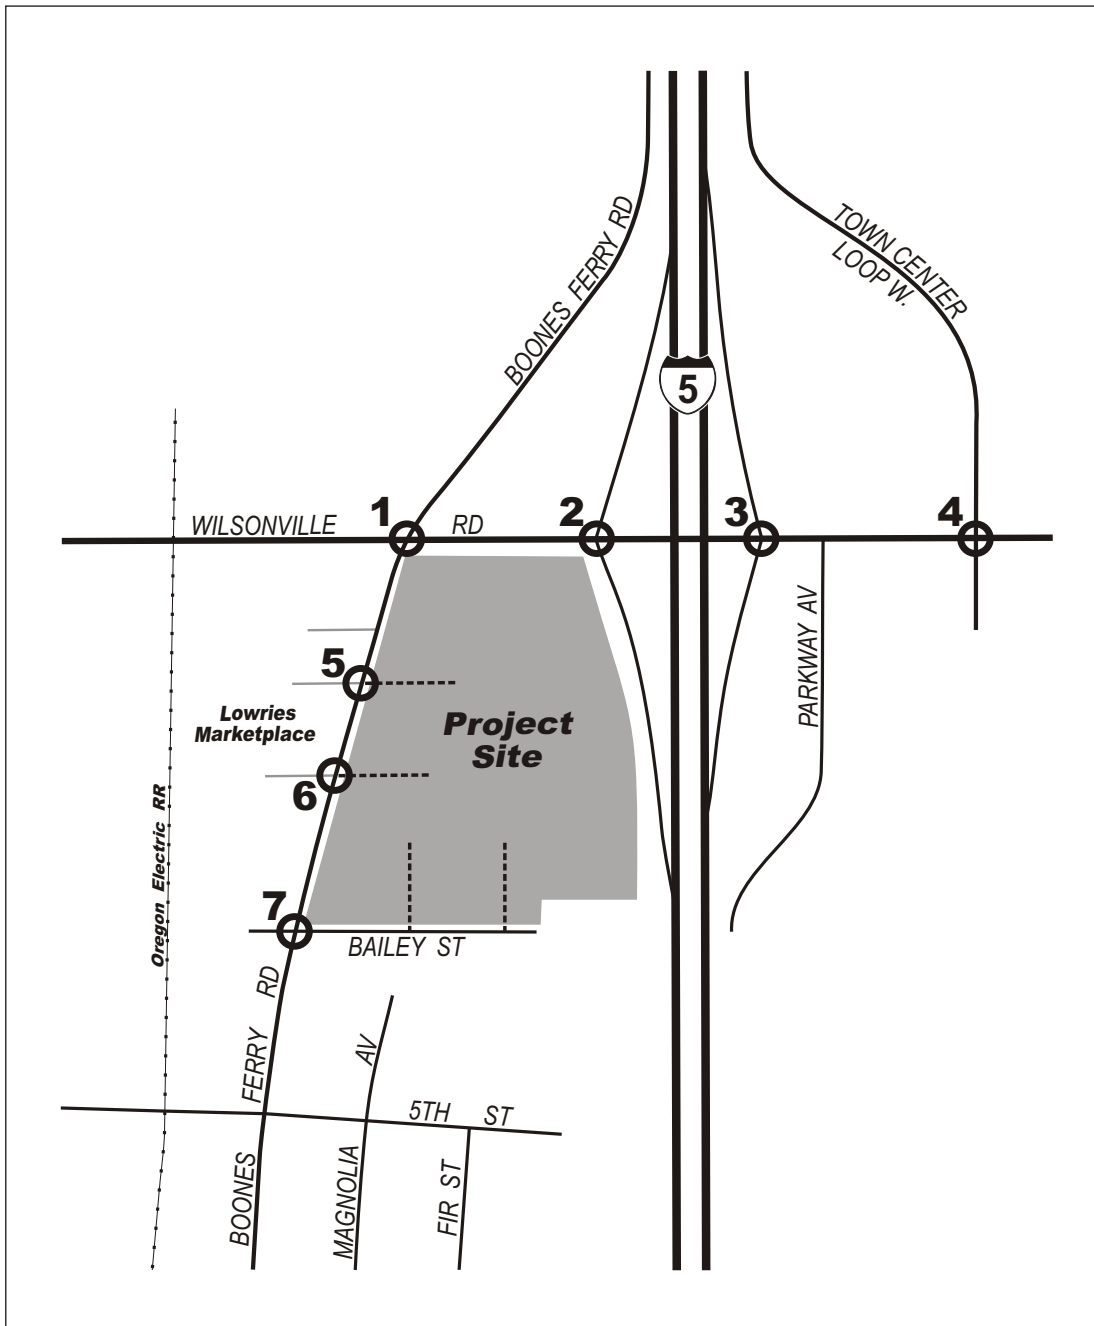 BOONES FERRY RD
TOWN CENTER
LOOP W.
5
WILSONVILLE RD
1
2
3
4
PARKWAY AV
5
Lowries
Marketplace
Project
Site
6
Oregon Electric RR
7
BAILEY ST
BOONES FERRY RD
MAGNOLIA AV
5TH ST
FIR ST